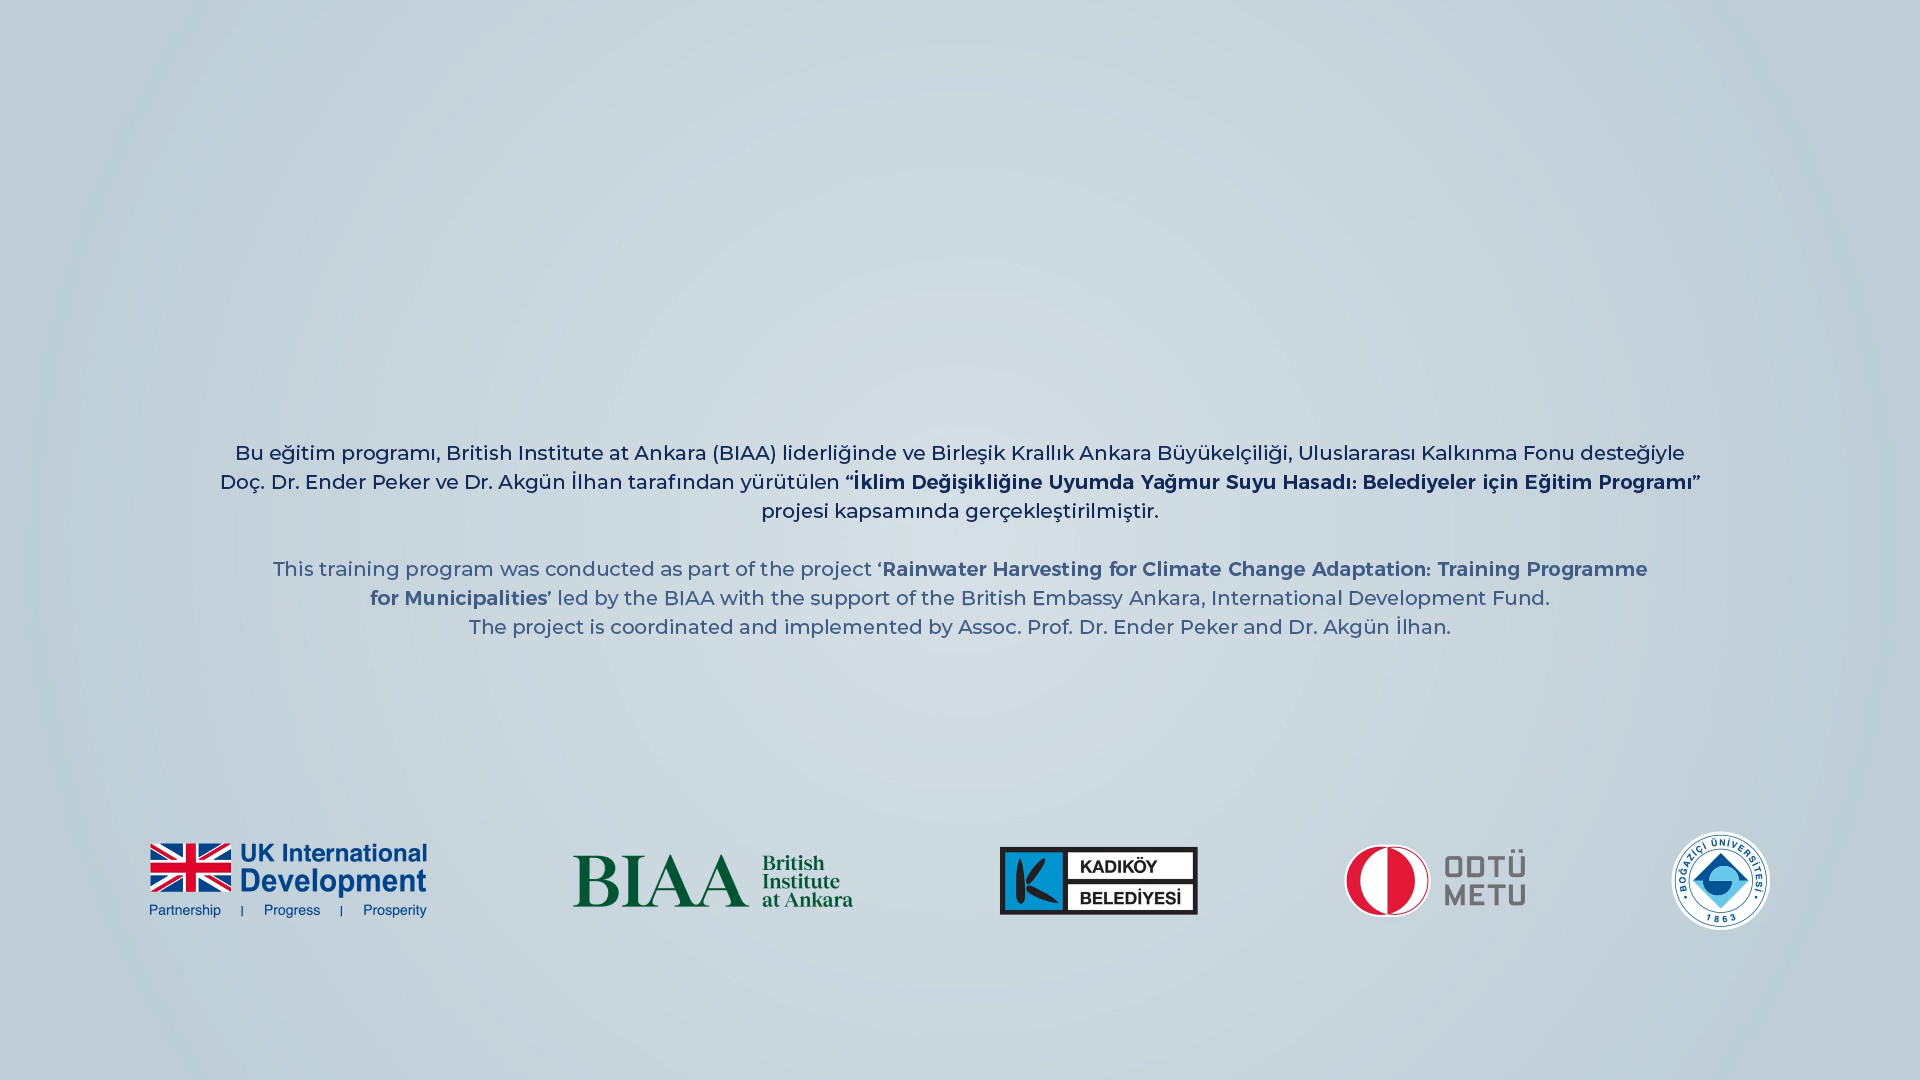 Bu eğitim programı, British Institute at Ankara (BIAA) liderliğinde ve Birleşik Krallık Ankara Büyükelçiliği, Uluslararası Kalkınma Fonu desteğiyle
Doç. Dr. Ender Peker ve Dr. Akgün İlhan tarafından yürütülen “İklim Değişikliğine Uyumda Yağmur Suyu Hasadı: Belediyeler için Eğitim Programı”
projesi kapsamında gerçekleştirilmiştir.
This training program was conducted as part of the project ‘Rainwater Harvesting for Climate Change Adaptation: Training Programme
for Municipalities’ led by the BIAA with the support of the British Embassy Ankara, International Development Fund.
The project is coordinated and implemented by Assoc. Prof. Dr. Ender Peker and Dr. Akgün İlhan.
UK International
Development
Partnership | Progress | Prosperity
BIAA
British
Institute
at Ankara
KADIKÖY
BELEDİYESİ
ODTÜ
METU
BOĞAZİÇİ ÜNİVERSİTESİ
1863